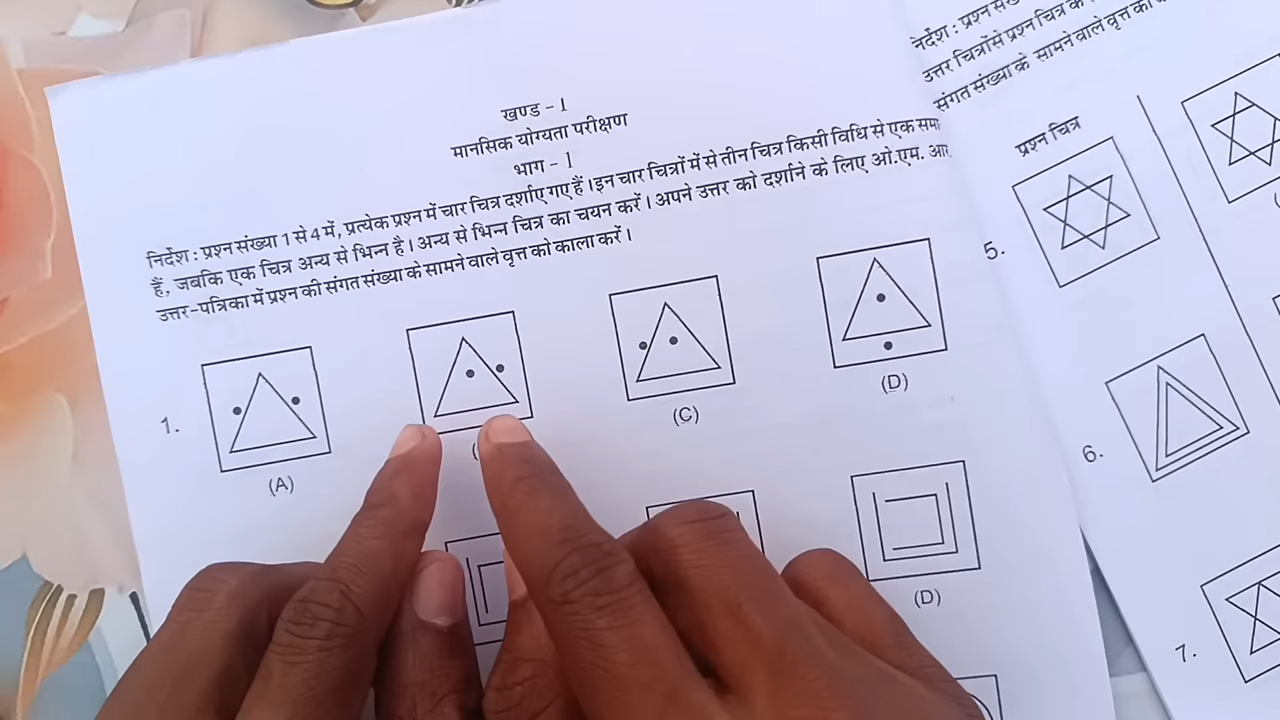 खण्ड - I
मानसिक योग्यता परीक्षण
भाग - I
निर्देश : प्रश्न संख्या 1 से 4 में, प्रत्येक प्रश्न में चार चित्र दर्शाए गए हैं । इन चार चित्रों में से तीन चित्र किसी विधि से एक
हैं, जबकि एक चित्र अन्य से भिन्न है । अन्य से भिन्न चित्र का चयन करें । अपने उत्तर को दर्शाने के लिए ओ.एम. आर
उत्तर-पत्रिका में प्रश्न की संगत संख्या के सामने वाले वृत्त को काला करें ।
1.
(A)
(C)
(D)
(D)
निर्देश : प्रश्न
उत्तर चित्रों से प्रश्न चित्र के
संगत संख्या के सामने वाले वृत्त को
प्रश्न चित्र
5.
6.
7.